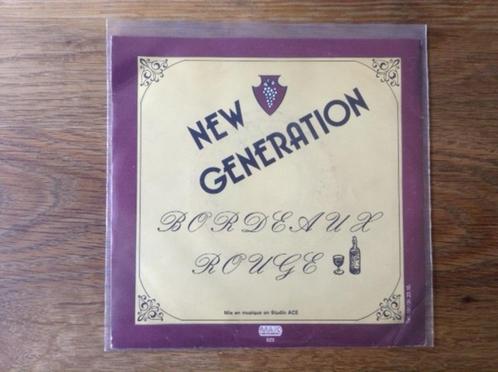 NEW
GENERATION
BORDEAUX
ROUGE
Mis en musique en Studio ACE